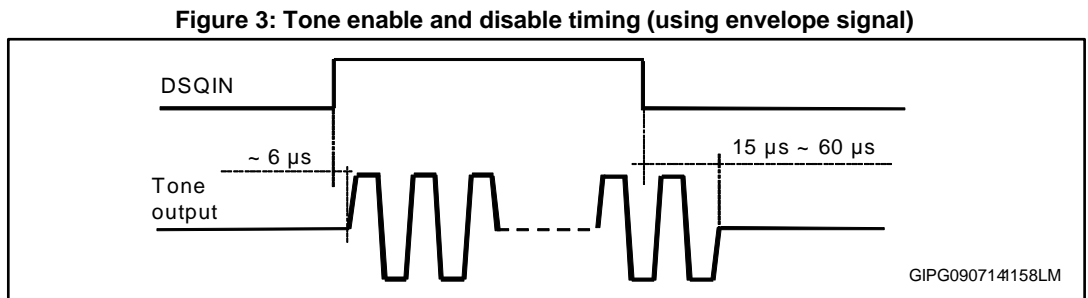 Figure 3: Tone enable and disable timing (using envelope signal)
DSQIN
~ 6 µs
15 µs ~ 60 µs
Tone
output
GIPG0907141158LM